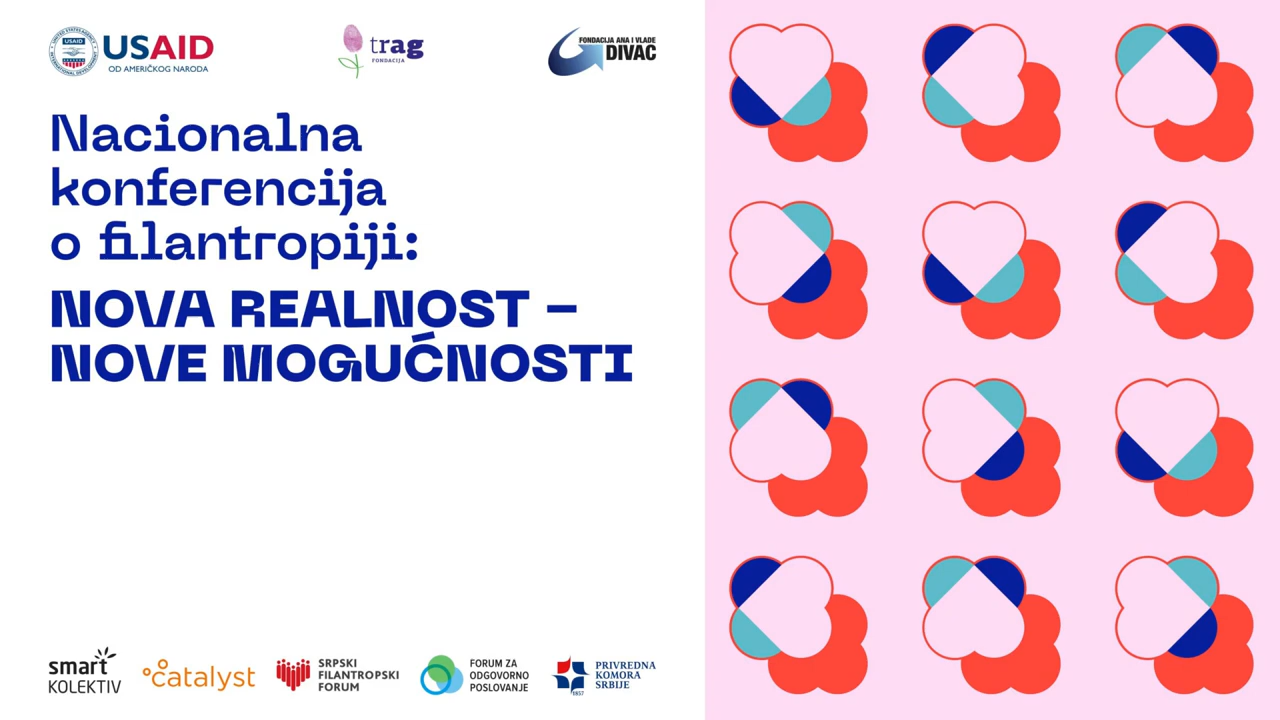 USAID
OD AMERIČKOG NARODA
trag
FONDACIJA
FONDACIJA ANA I VLADE
DIVAC
Nacionalna
konferencija
o filantropiji:
NOVA REALNOST –
NOVE MOGUĆNOSTI
smart
KOLEKTIV
catalyst
SRPSKI
FILANTROPSKI
FORUM
FORUM ZA
ODGOVORNO
POSLOVANJE
1857
PRIVREDNA
KOMORA
SRBIJE